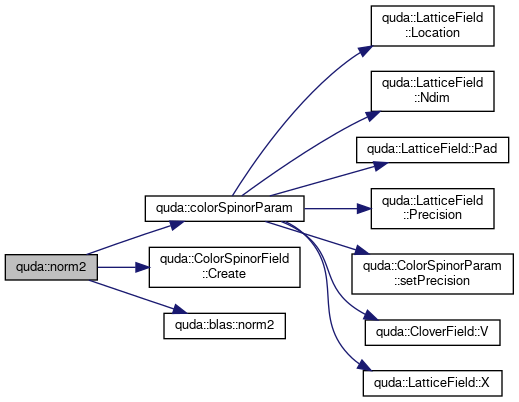 quda::norm2
quda::colorSpinorParam
quda::ColorSpinorField
::Create
quda::blas::norm2
quda::LatticeField
::Location
quda::LatticeField
::Ndim
quda::LatticeField::Pad
quda::LatticeField
::Precision
quda::ColorSpinorParam
::setPrecision
quda::CloverField::V
quda::LatticeField::X